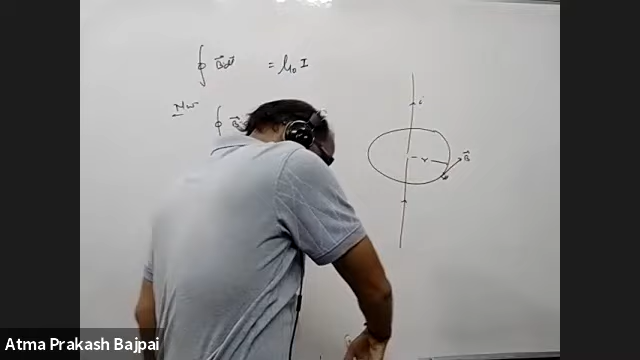 ∮ B⃗ dl⃗ = μ₀ I
Now
∮ B⃗
i
r
B⃗
Atma Prakash Bajpai